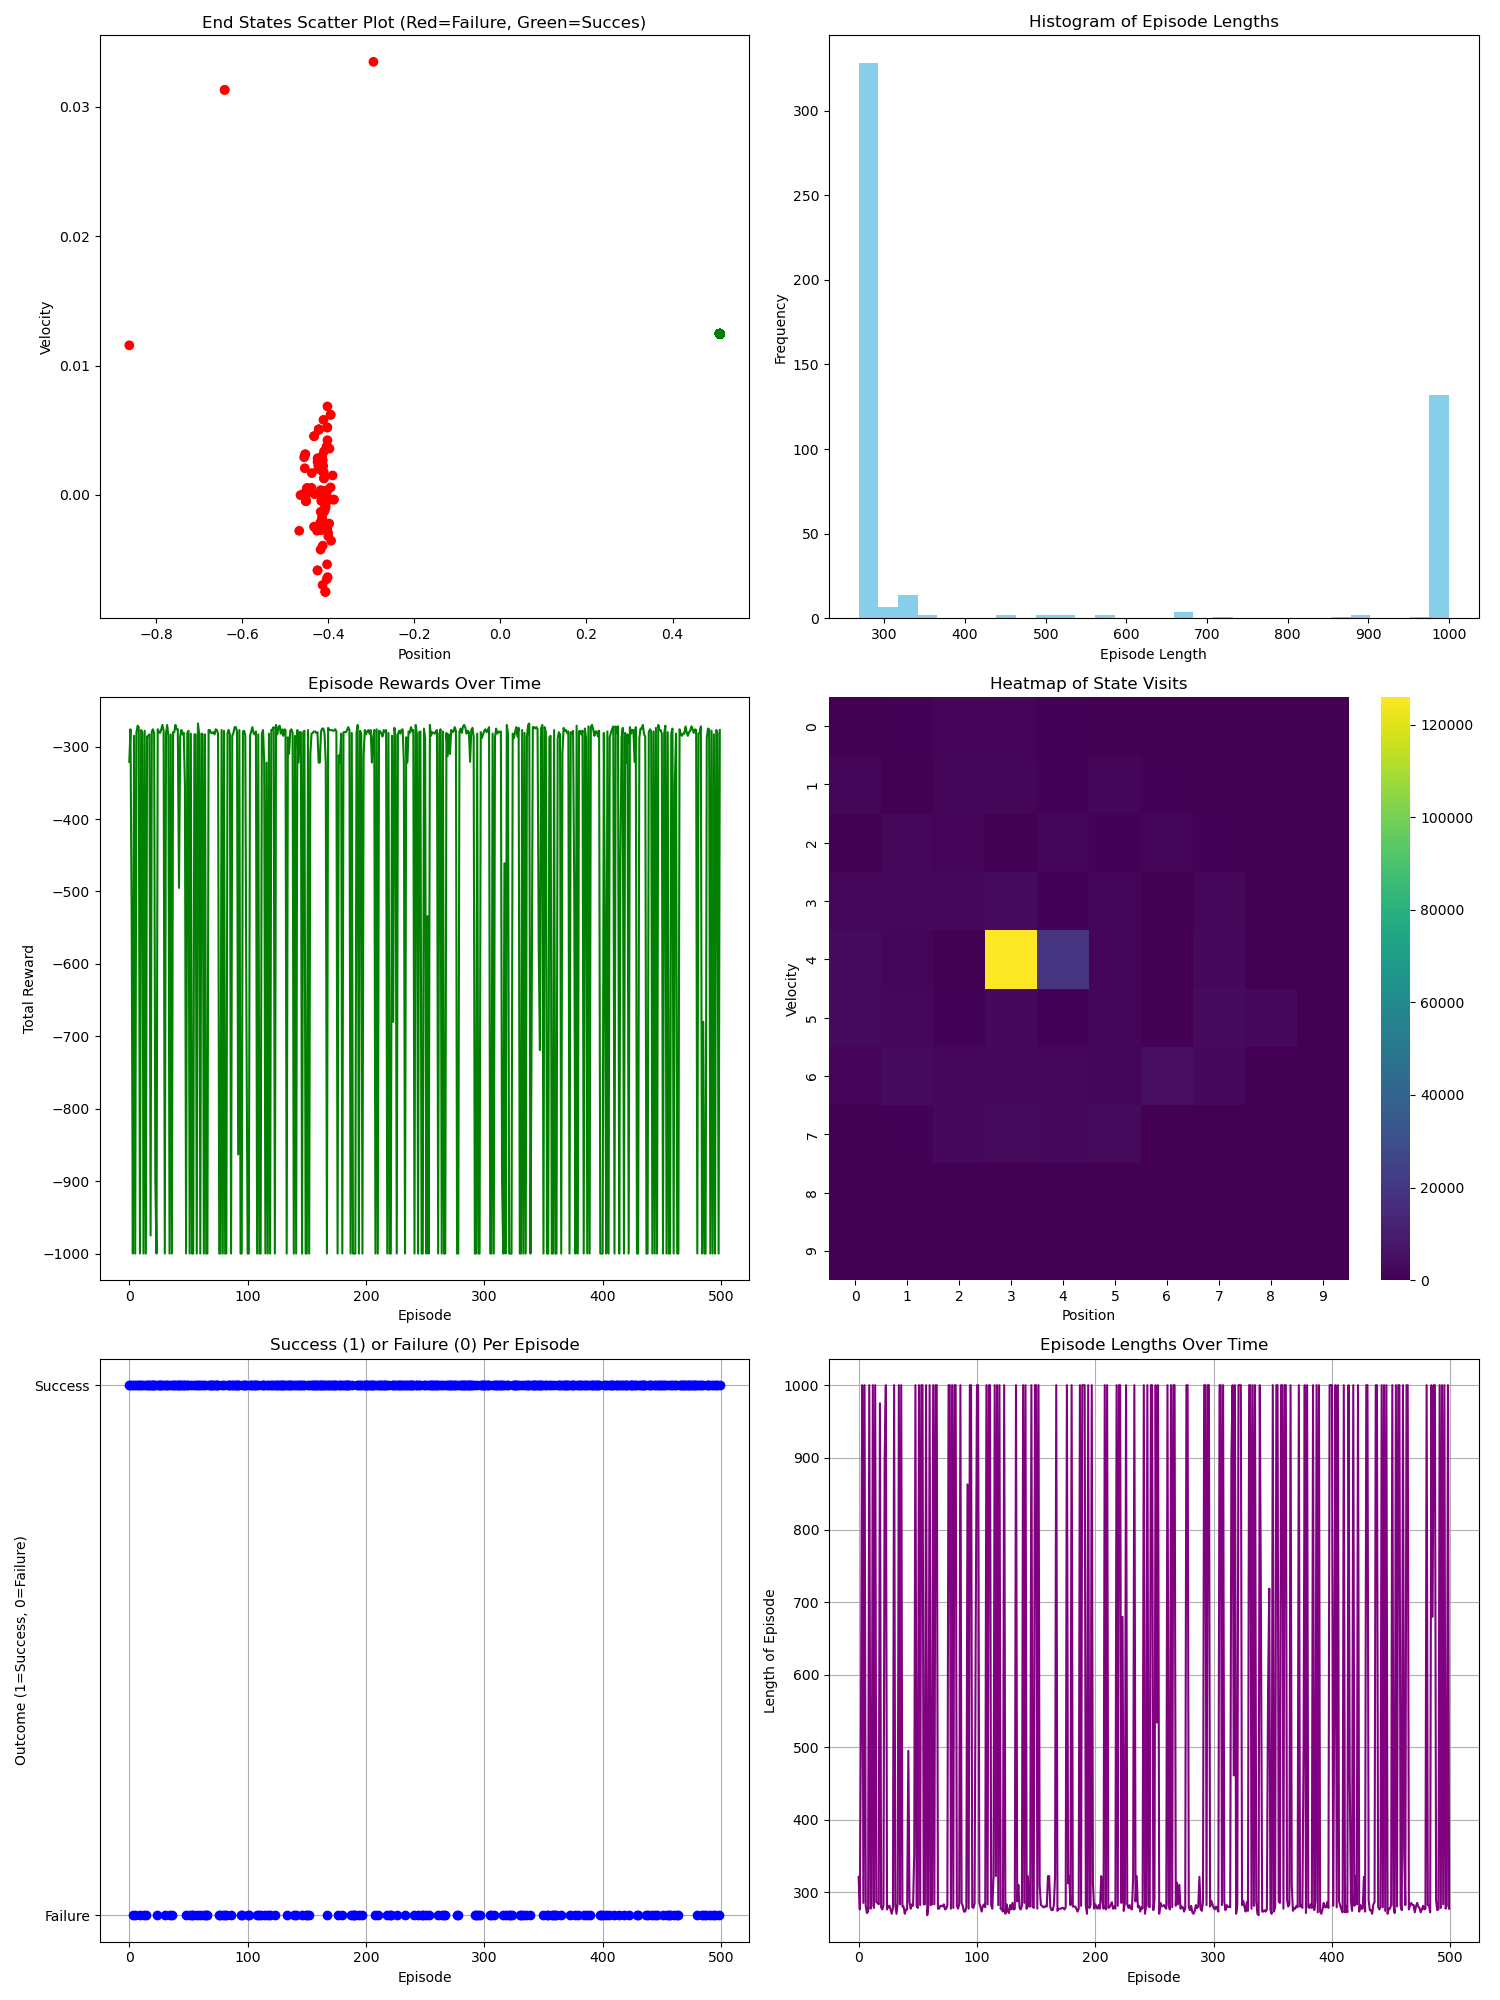 End States Scatter Plot (Red=Failure, Green=Succes)
0.03
0.02
0.01
0.00
Velocity
−0.8 −0.6 −0.4 −0.2 0.0 0.2 0.4
Position
Histogram of Episode Lengths
300
250
200
150
100
50
0
Frequency
300 400 500 600 700 800 900 1000
Episode Length
Episode Rewards Over Time
−300
−400
−500
−600
−700
−800
−900
−1000
Total Reward
0 100 200 300 400 500
Episode
Heatmap of State Visits
0
1
2
3
4
5
6
7
8
9
Velocity
0 1 2 3 4 5 6 7 8 9
Position
120000
100000
80000
60000
40000
20000
0
Success (1) or Failure (0) Per Episode
Success
Failure
Outcome (1=Success, 0=Failure)
0 100 200 300 400 500
Episode
Episode Lengths Over Time
1000
900
800
700
600
500
400
300
Length of Episode
0 100 200 300 400 500
Episode